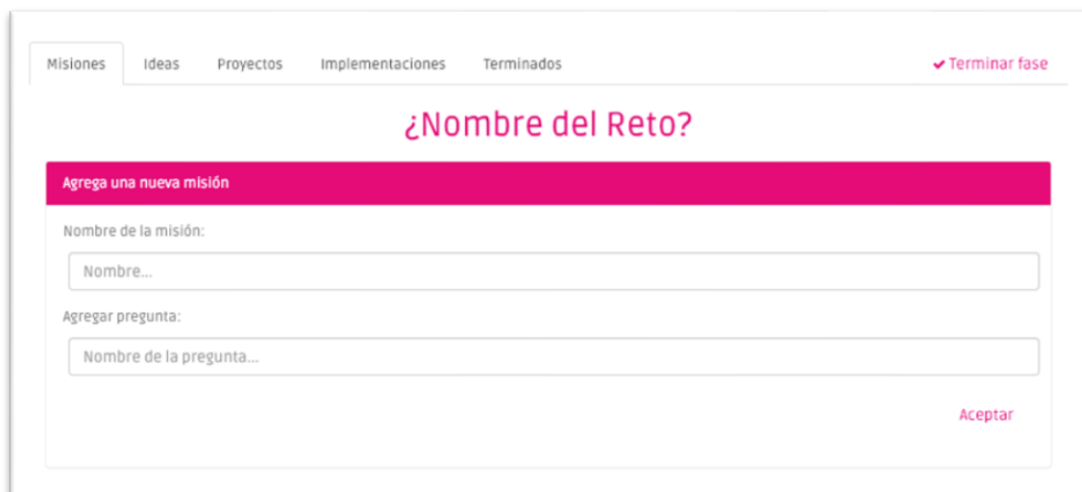 Misiones Ideas Proyectos Implementaciones Terminados ✔ Terminar fase
¿Nombre del Reto?
Agrega una nueva misión
Nombre de la misión:
Nombre...
Agregar pregunta:
Nombre de la pregunta...
Aceptar